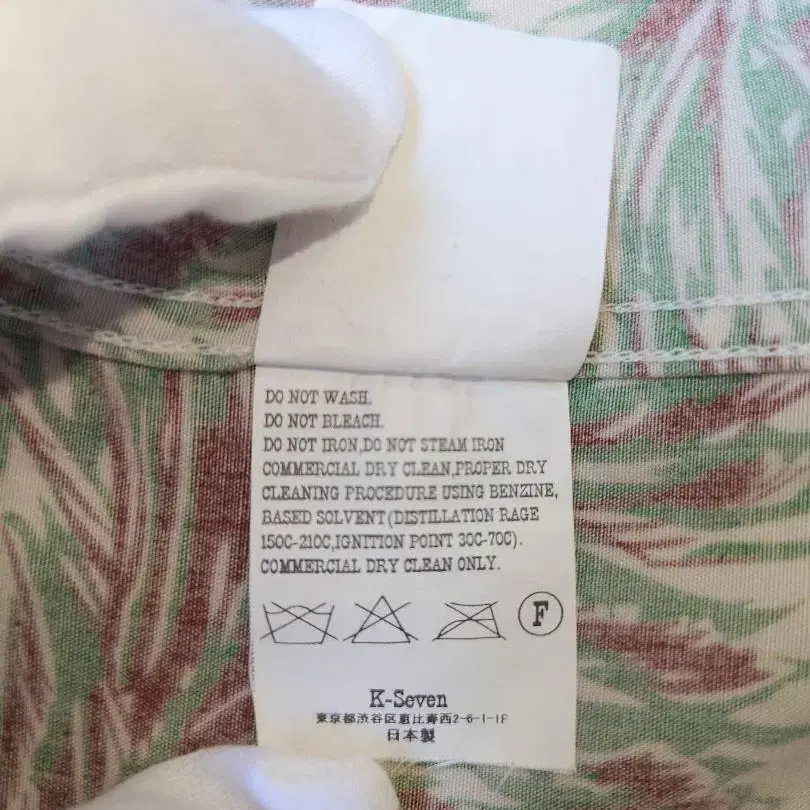 DO NOT WASH.
DO NOT BLEACH.
DO NOT IRON,DO NOT STEAM IRON
COMMERCIAL DRY CLEAN,PROPER DRY
CLEANING PROCEDURE USING BENZINE,
BASED SOLVENT(DISTILLATION RAGE
150C-210C,IGNITION POINT 30C-70C).
COMMERCIAL DRY CLEAN ONLY.
F
K-Seven
東京都渋谷区恵比寿西2-6-1-1F
日本製